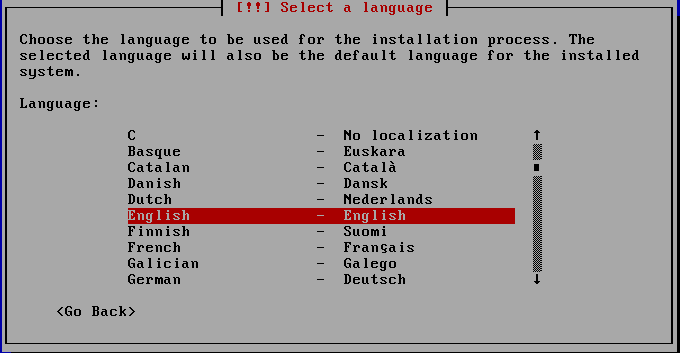 [!!] Select a language
Choose the language to be used for the installation process. The
selected language will also be the default language for the installed
system.
Language:
C - No localization ↑
Basque - Euskara
Catalan - Català
Danish - Dansk
Dutch - Nederlands
English - English
Finnish - Suomi
French - Français
Galician - Galego
German - Deutsch ↓
<Go Back>